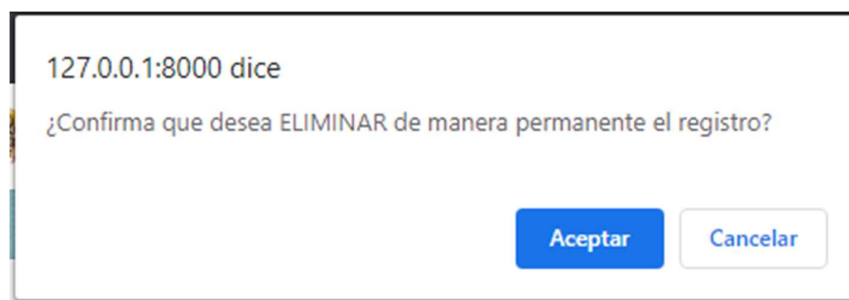 127.0.0.1:8000 dice
¿Confirma que desea ELIMINAR de manera permanente el registro?
Aceptar Cancelar